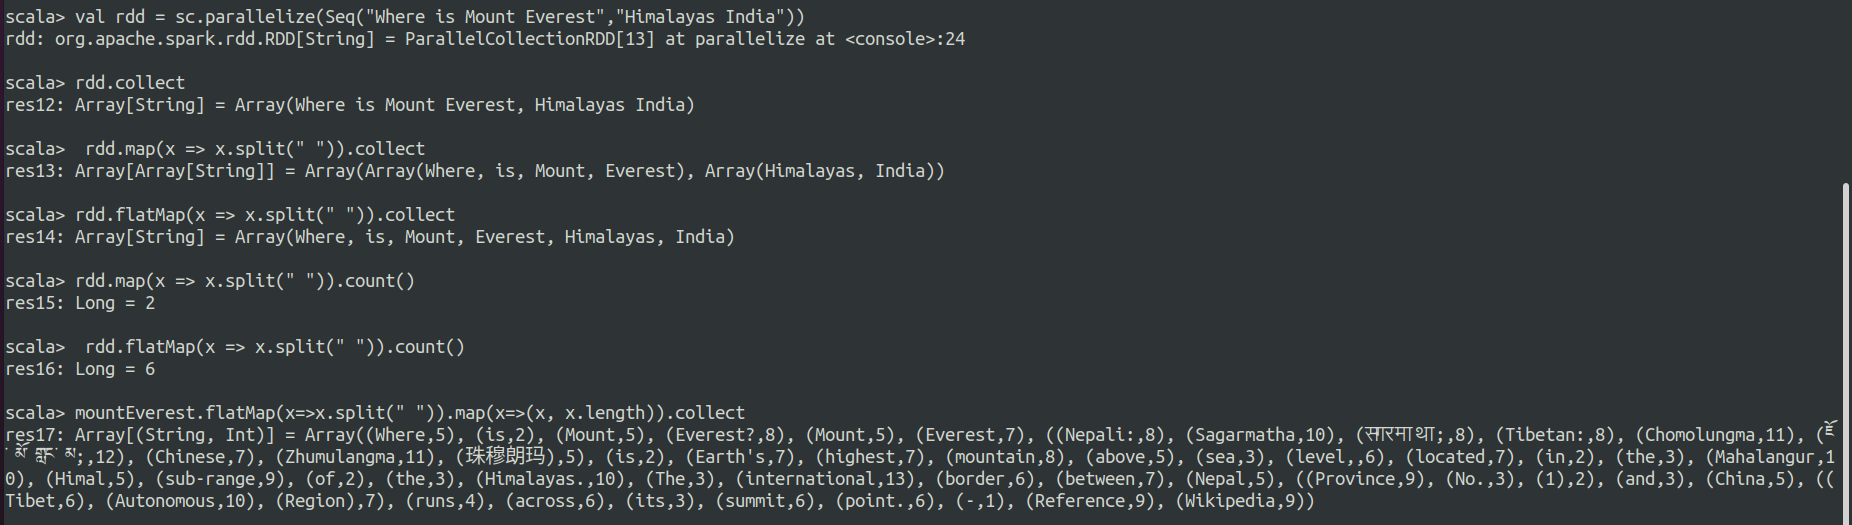 scala> val rdd = sc.parallelize(Seq("Where is Mount Everest","Himalayas India"))
rdd: org.apache.spark.rdd.RDD[String] = ParallelCollectionRDD[13] at parallelize at <console>:24
scala> rdd.collect
res12: Array[String] = Array(Where is Mount Everest, Himalayas India)
scala>  rdd.map(x => x.split(" ")).collect
res13: Array[Array[String]] = Array(Array(Where, is, Mount, Everest), Array(Himalayas, India))
scala> rdd.flatMap(x => x.split(" ")).collect
res14: Array[String] = Array(Where, is, Mount, Everest, Himalayas, India)
scala> rdd.map(x => x.split(" ")).count()
res15: Long = 2
scala>  rdd.flatMap(x => x.split(" ")).count()
res16: Long = 6
scala> mountEverest.flatMap(x=>x.split(" ")).map(x=>(x, x.length)).collect
res17: Array[(String, Int)] = Array((Where,5), (is,2), (Mount,5), (Everest?,8), (Mount,5), (Everest,7), ((Nepali:,8), (Sagarmatha,10), (सगरमाथा;,8), (Tibetan:,8), (Chomolungma,11), (ཇོ
་མོ་གླང་མ;,12), (Chinese,7), (Zhumulangma,11), (珠穆朗玛),5), (is,2), (Earth's,7), (highest,7), (mountain,8), (above,5), (sea,3), (level,,6), (located,7), (in,2), (the,3), (Mahalangur,1
0), (Himal,5), (sub-range,9), (of,2), (the,3), (Himalayas.,10), (The,3), (international,13), (border,6), (between,7), (Nepal,5), ((Province,9), (No.,3), (1),2), (and,3), (China,5), ((
Tibet,6), (Autonomous,10), (Region),7), (runs,4), (across,6), (its,3), (summit,6), (point.,6), (-,1), (Reference,9), (Wikipedia,9))